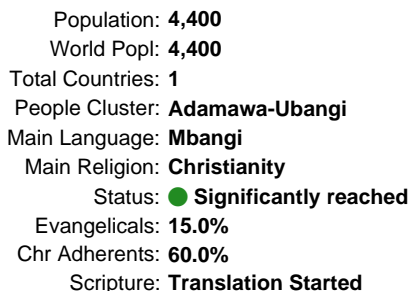 Population: 4,400
World Popl: 4,400
Total Countries: 1
People Cluster: Adamawa-Ubangi
Main Language: Mbangi
Main Religion: Christianity
Status: Significantly reached
Evangelicals: 15.0%
Chr Adherents: 60.0%
Scripture: Translation Started